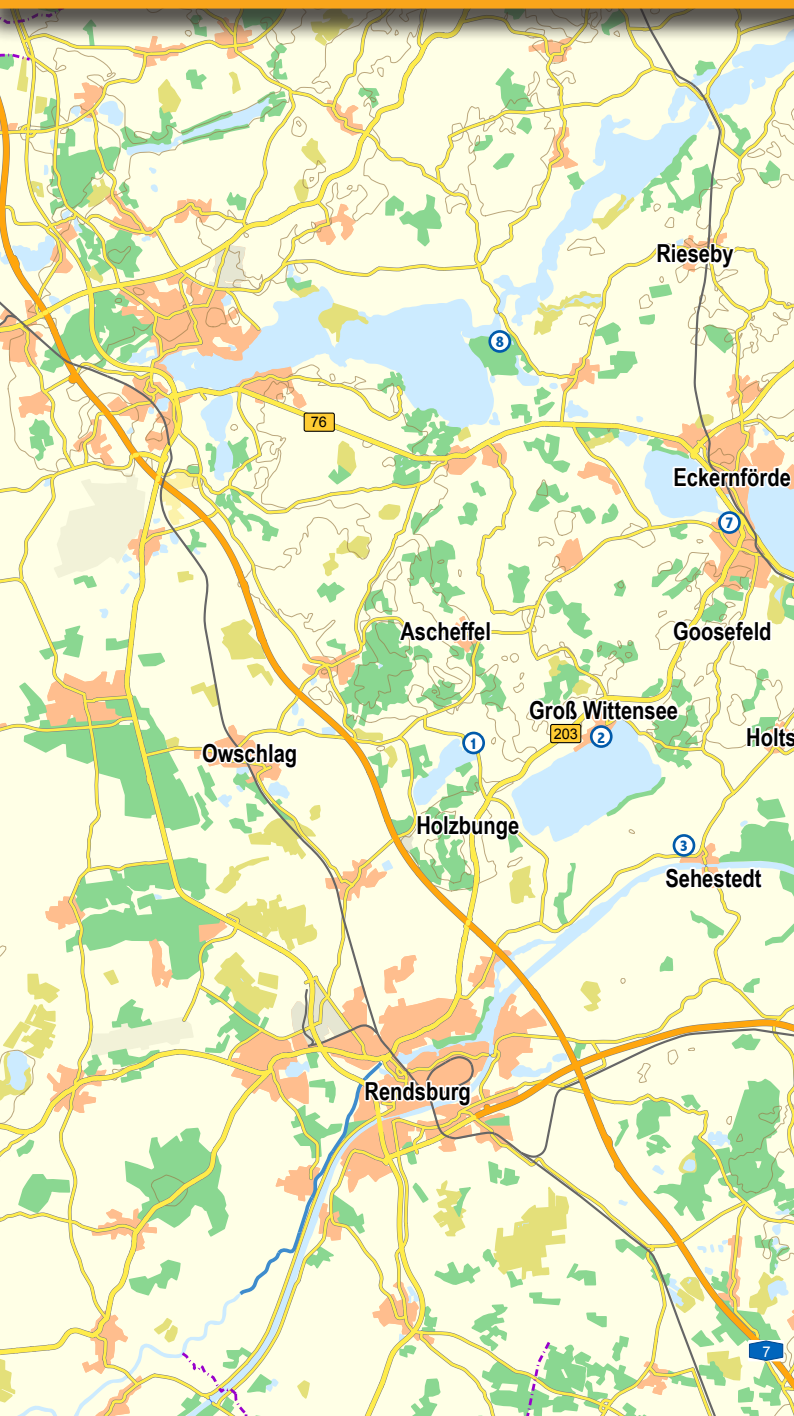 Rieseby
8
76
Eckernförde
7
Ascheffel
Goosefeld
Groß Wittensee
203
2
1
Holts
Owschlag
Holzbunge
3
Sehestedt
Rendsburg
7